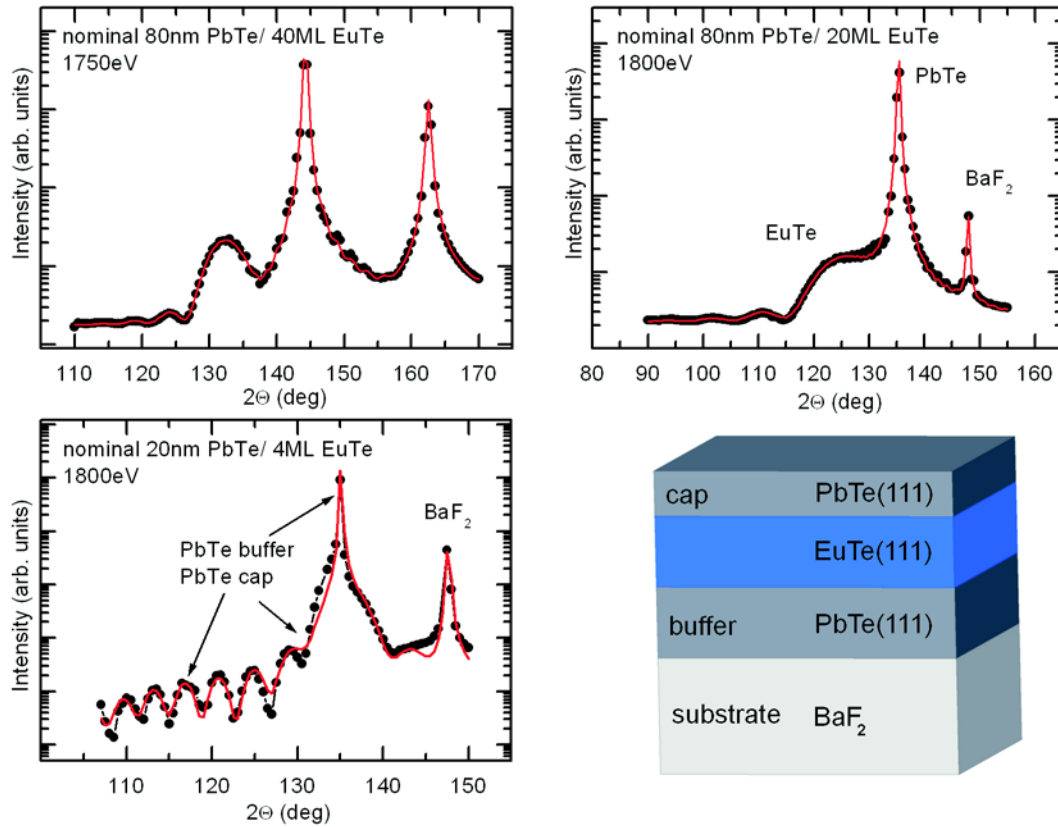 nominal 80nm PbTe/ 40ML EuTe
1750eV
Intensity (arb. units)
110 120 130 140 150 160 170
2Θ (deg)
nominal 80nm PbTe/ 20ML EuTe
1800eV
PbTe
BaF₂
EuTe
Intensity (arb. units)
80 90 100 110 120 130 140 150 160
2Θ (deg)
nominal 20nm PbTe/ 4ML EuTe
1800eV
BaF₂
PbTe buffer
PbTe cap
Intensity (arb. units)
110 120 130 140 150
2Θ (deg)
cap PbTe(111)
EuTe(111)
buffer PbTe(111)
substrate BaF₂